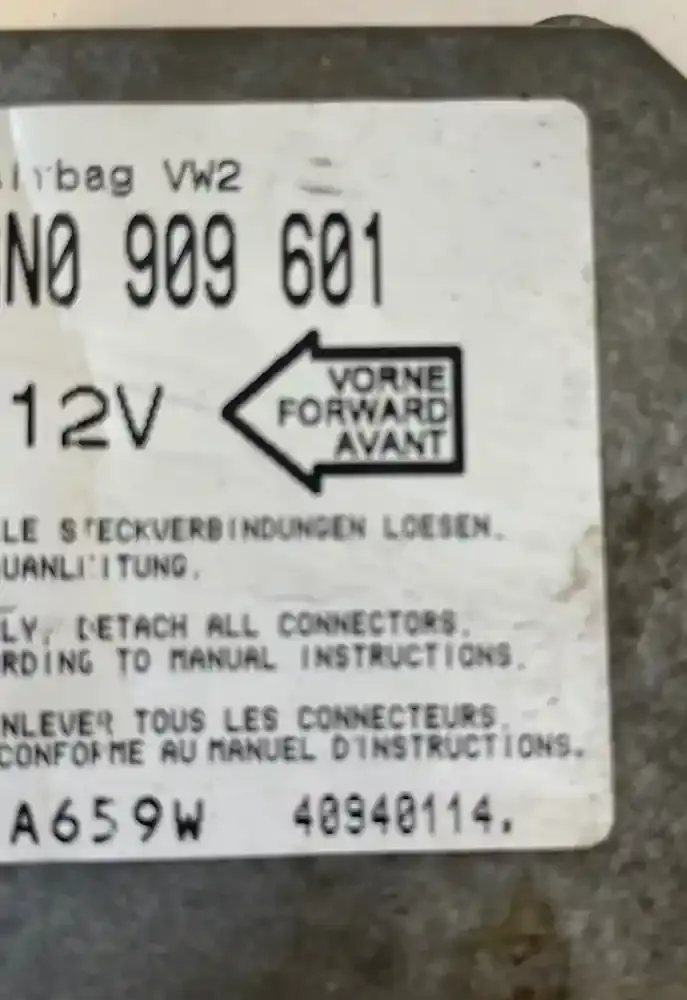 airbag VW2
N0 909 601
12V
VORNE
FORWARD
AVANT
LE STECKVERBINDUNGEN LOESEN.
UANLEITUNG.
LY, DETACH ALL CONNECTORS.
RDING TO MANUAL INSTRUCTIONS.
NLEVER TOUS LES CONNECTEURS.
CONFORME AU MANUEL D'INSTRUCTIONS.
A659W 40940114.